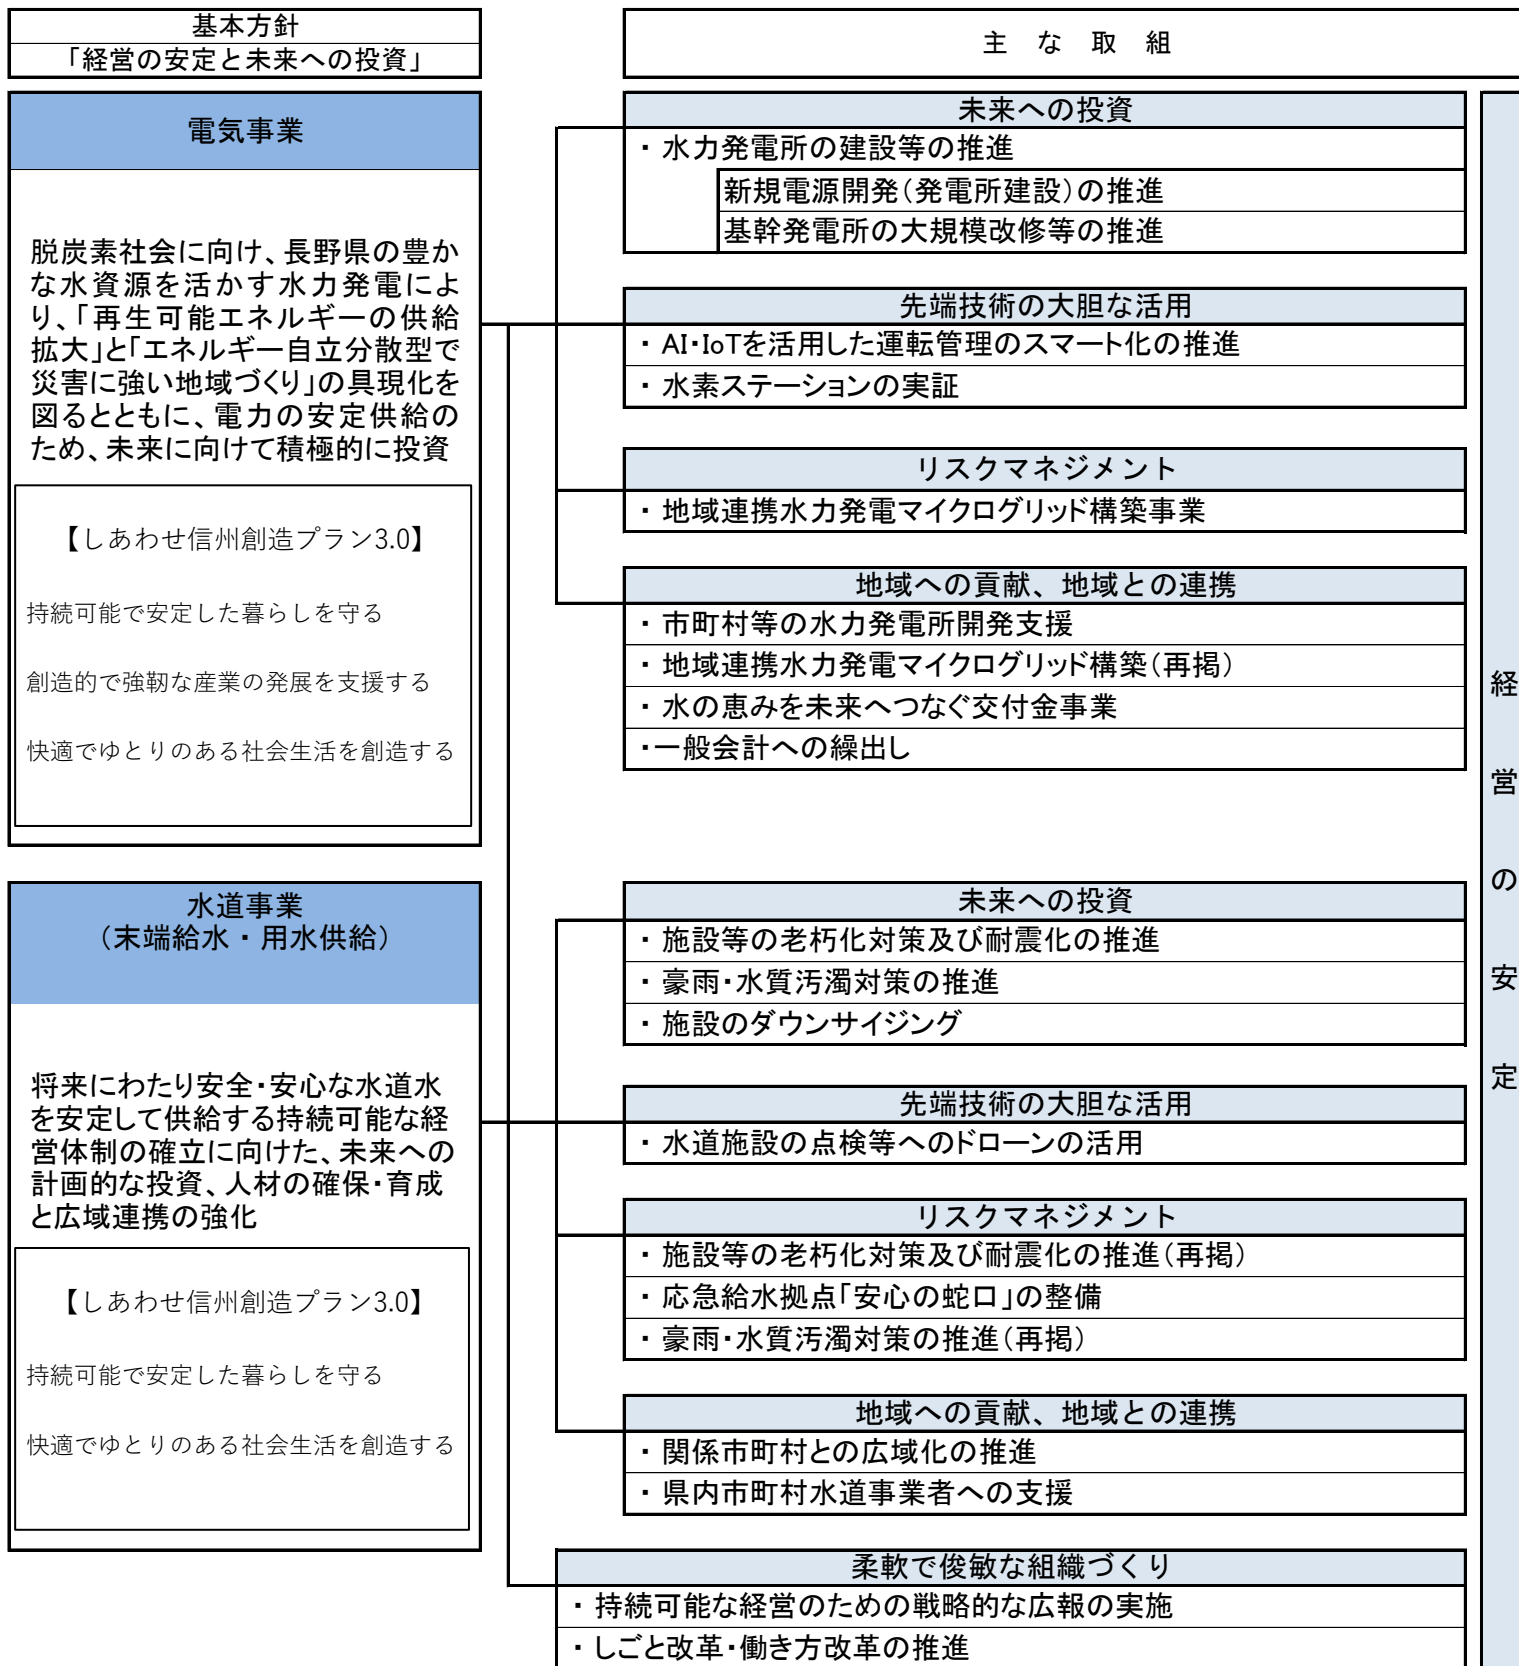 基本方針
「経営の安定と未来への投資」
主な取組
電気事業
脱炭素社会に向け、長野県の豊か
な水資源を活かす水力発電によ
り、「再生可能エネルギーの供給
拡大」と「エネルギー自立分散型で
災害に強い地域づくり」の具現化を
図るとともに、電力の安定供給の
ため、未来に向けて積極的に投資
【しあわせ信州創造プラン3.0】
持続可能で安定した暮らしを守る
創造的で強靭な産業の発展を支援する
快適でゆとりのある社会生活を創造する
未来への投資
・ 水力発電所の建設等の推進
新規電源開発（発電所建設）の推進
基幹発電所の大規模改修等の推進
先端技術の大胆な活用
・ AI・IoTを活用した運転管理のスマート化の推進
・ 水素ステーションの実証
リスクマネジメント
・ 地域連携水力発電マイクログリッド構築事業
地域への貢献、地域との連携
・ 市町村等の水力発電所開発支援
・ 地域連携水力発電マイクログリッド構築（再掲）
・ 水の恵みを未来へつなぐ交付金事業
・一般会計への繰出し
水道事業
（末端給水・用水供給）
将来にわたり安全・安心な水道水
を安定して供給する持続可能な経
営体制の確立に向けた、未来への
計画的な投資、人材の確保・育成
と広域連携の強化
【しあわせ信州創造プラン3.0】
持続可能で安定した暮らしを守る
快適でゆとりのある社会生活を創造する
未来への投資
・ 施設等の老朽化対策及び耐震化の推進
・ 豪雨・水質汚濁対策の推進
・ 施設のダウンサイジング
先端技術の大胆な活用
・ 水道施設の点検等へのドローンの活用
リスクマネジメント
・ 施設等の老朽化対策及び耐震化の推進（再掲）
・ 応急給水拠点「安心の蛇口」の整備
・ 豪雨・水質汚濁対策の推進（再掲）
地域への貢献、地域との連携
・ 関係市町村との広域化の推進
・ 県内市町村水道事業者への支援
柔軟で俊敏な組織づくり
・ 持続可能な経営のための戦略的な広報の実施
・ しごと改革・働き方改革の推進
経営の安定